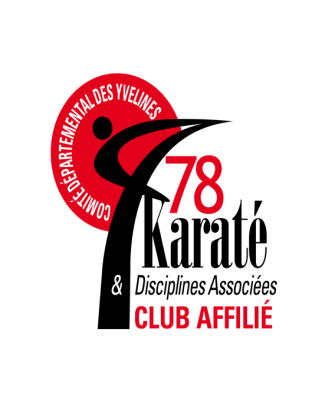 COMITÉ DÉPARTEMENTAL DES YVELINES
78
Karaté
& Disciplines Associées
CLUB AFFILIÉ